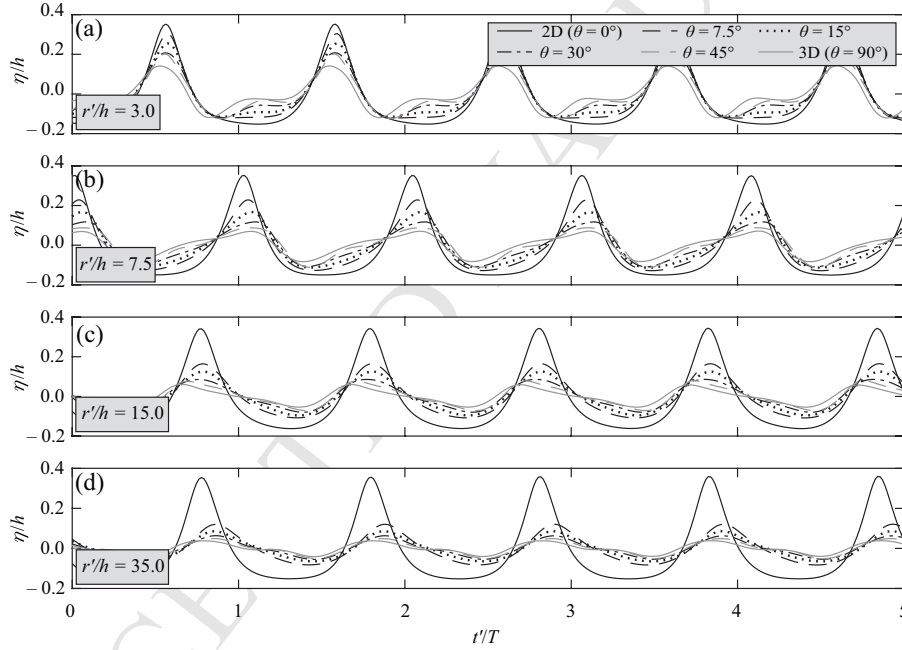 (a)
2D (θ = 0°) θ = 7.5° θ = 15°
θ = 30° θ = 45° 3D (θ = 90°)
0.4
0.2
0.0
−0.2
η/h
r′/h = 3.0
(b)
0.4
0.2
0.0
−0.2
η/h
r′/h = 7.5
(c)
0.4
0.2
0.0
−0.2
η/h
r′/h = 15.0
(d)
0.4
0.2
0.0
−0.2
η/h
r′/h = 35.0
0 1 2 3 4 5
t′/T